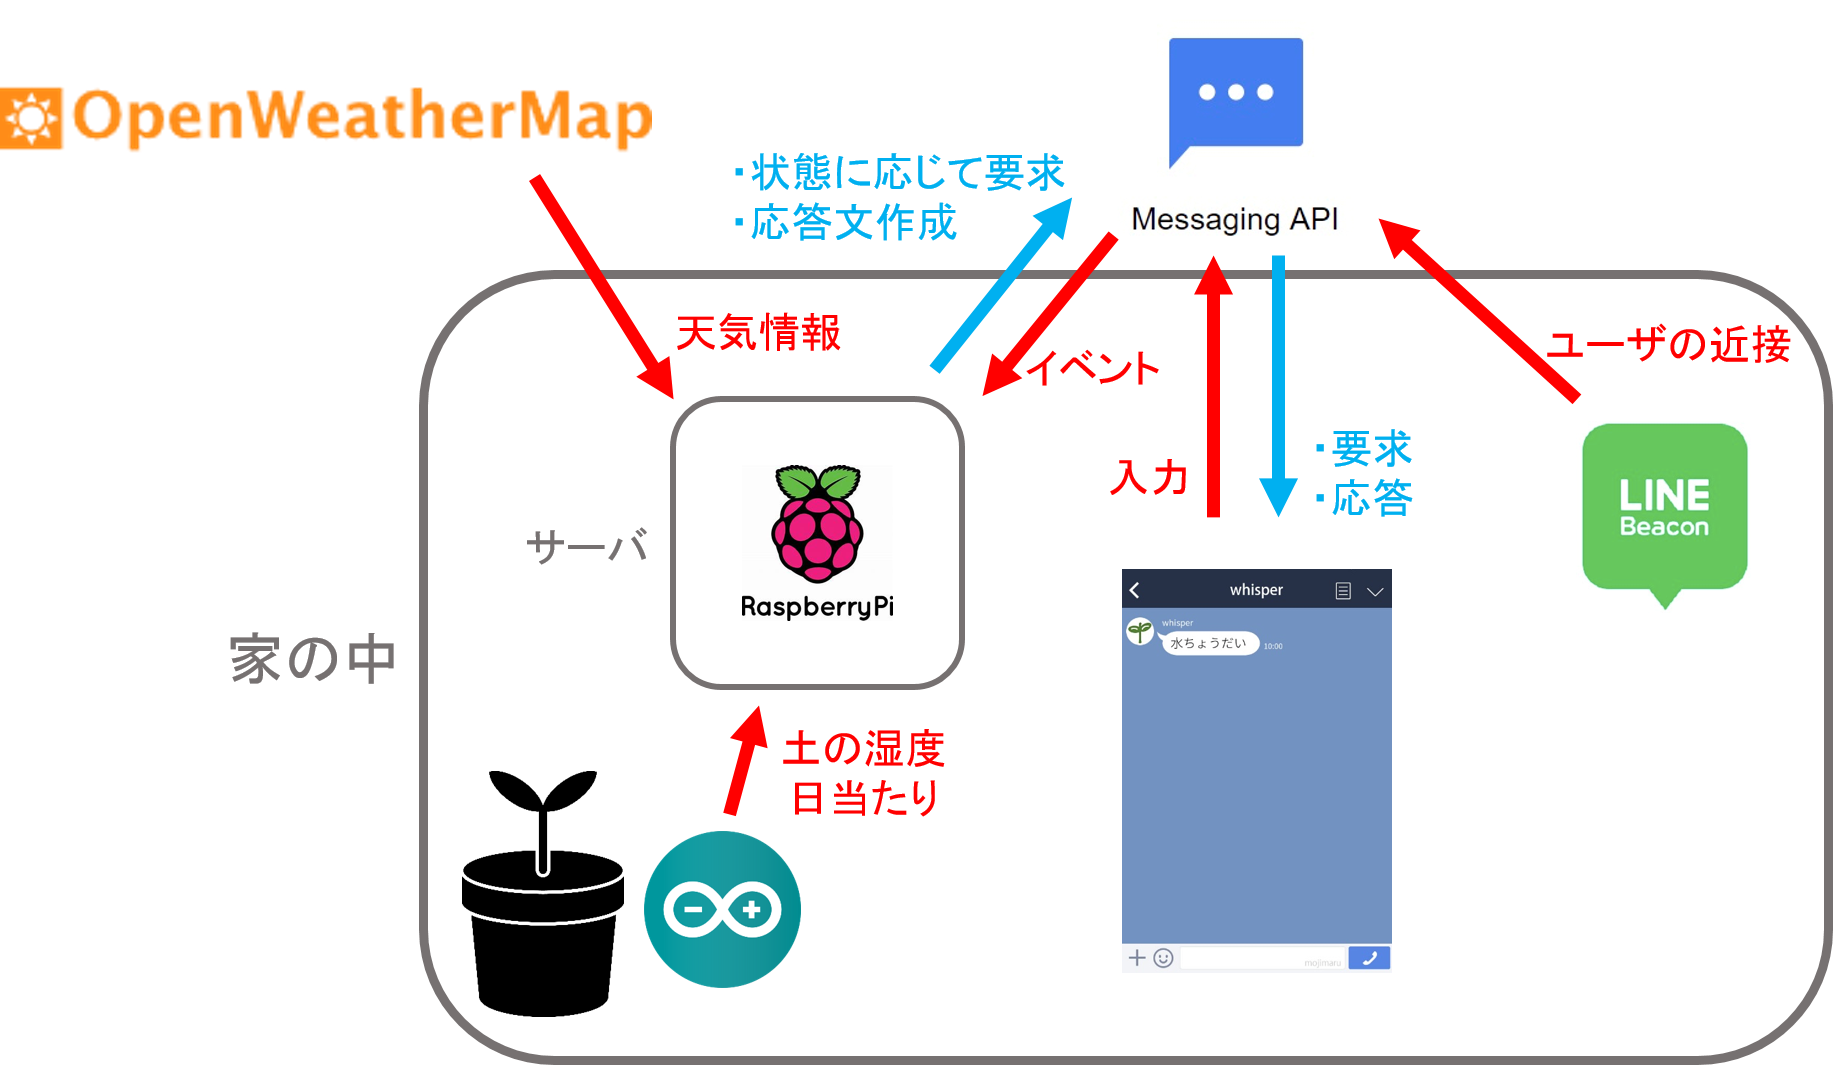 OpenWeatherMap
・状態に応じて要求
・応答文作成
Messaging API
天気情報
イベント
ユーザの近接
入力
・要求
・応答
LINE
Beacon
サーバ
RaspberryPi
家の中
whisper
whisper
水ちょうだい
10:00
土の湿度
日当たり
mojimaru